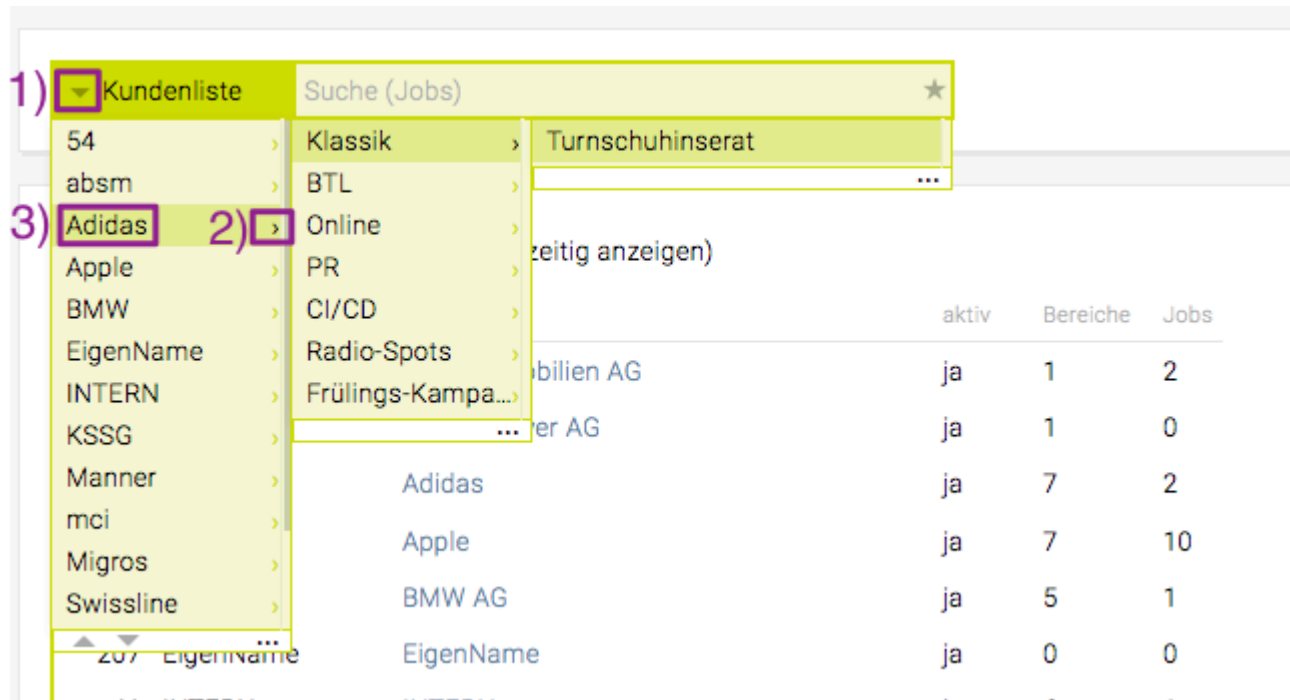 1) Kundenliste Suche (Jobs)
54 Klassik Turnschuhinserat
absm BTL ...
3) Adidas 2) Online
zeitig anzeigen)
Apple PR
BMW CI/CD aktiv Bereiche Jobs
EigenName Radio-Spots bilien AG ja 1 2
INTERN Frülings-Kampa...
KSSG ... er AG ja 1 0
Manner Adidas ja 7 2
mci
Apple ja 7 10
Migros
Swissline BMW AG ja 5 1
...
207 EigenName EigenName ja 0 0